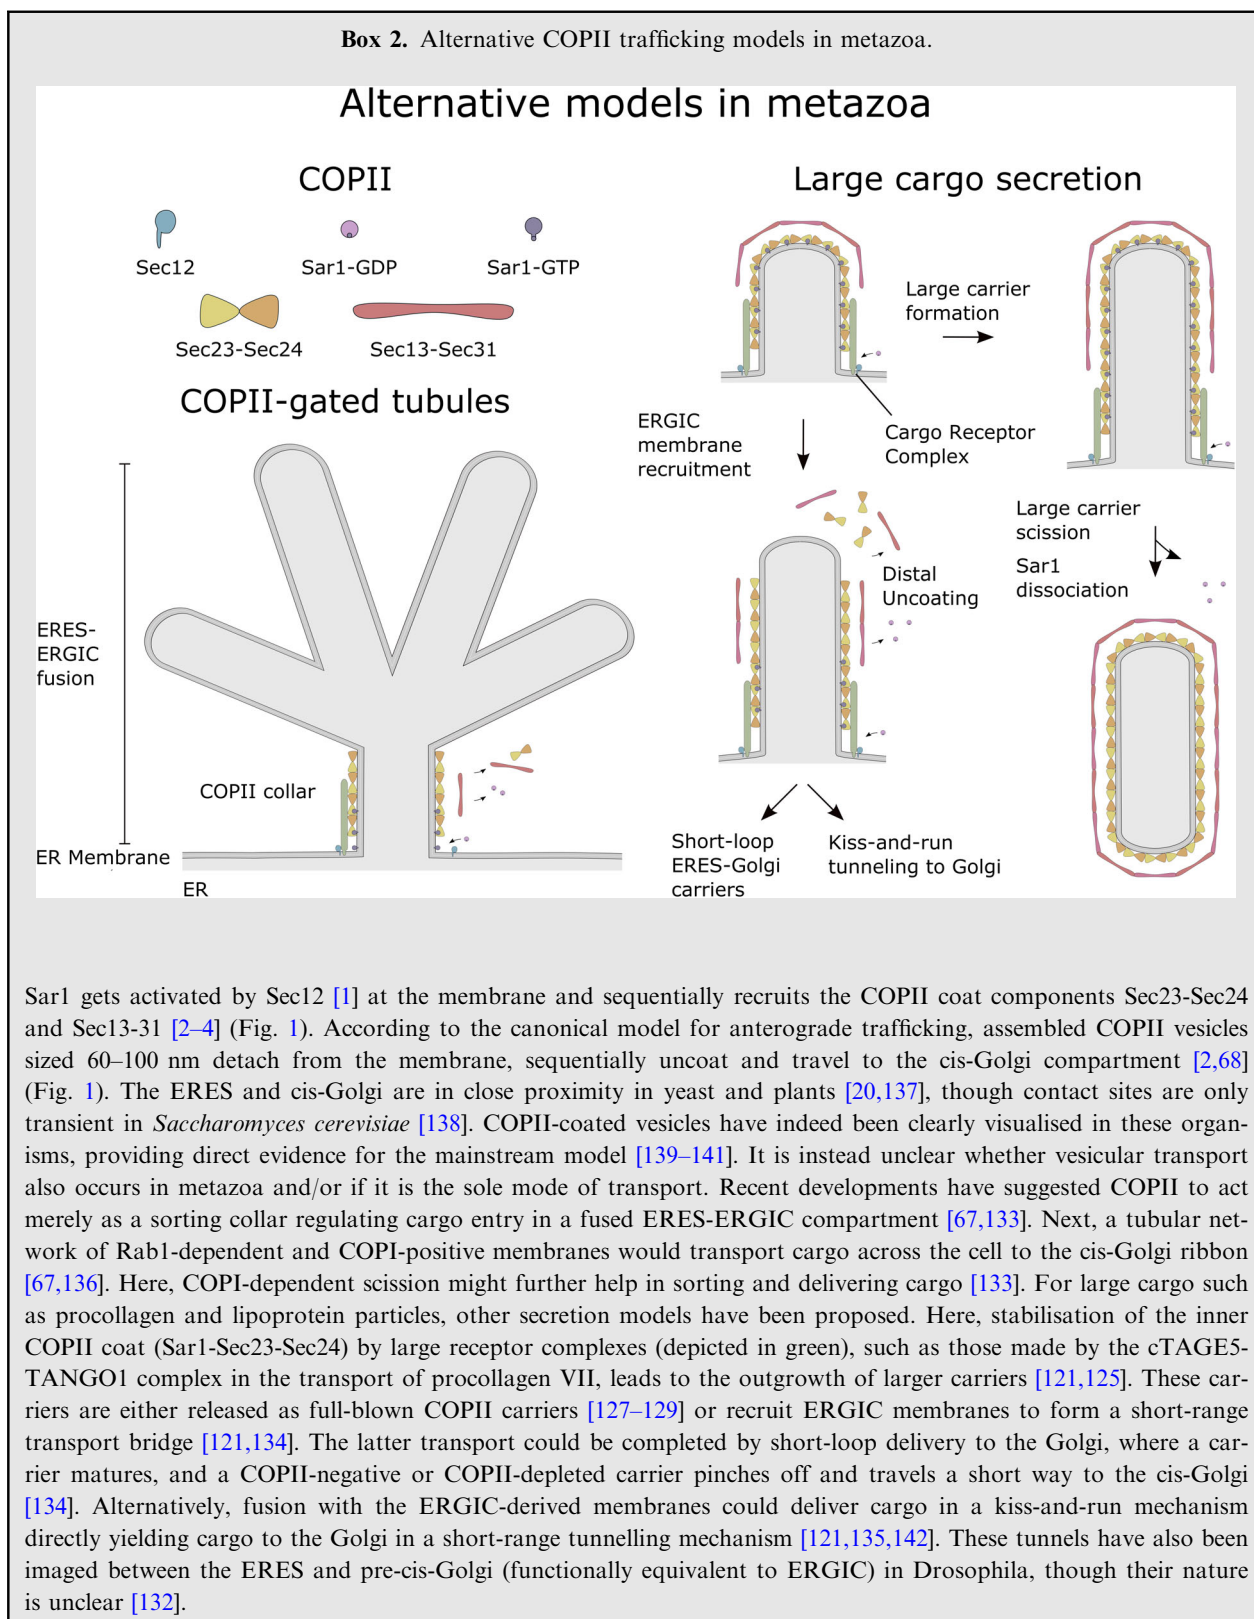 Box 2. Alternative COPII trafficking models in metazoa.
Alternative models in metazoa
COPII
Sec12
Sar1-GDP
Sar1-GTP
Sec23-Sec24
Sec13-Sec31
COPII-gated tubules
ERES-
ERGIC
fusion
COPII collar
ER Membrane
ER
Large cargo secretion
Large carrier
formation
ERGIC
membrane
recruitment
Cargo Receptor
Complex
Large carrier
scission
Sar1
dissociation
Distal
Uncoating
Short-loop
ERES-Golgi
carriers
Kiss-and-run
tunneling to Golgi
Sar1 gets activated by Sec12 [1] at the membrane and sequentially recruits the COPII coat components Sec23-Sec24
and Sec13-31 [2–4] (Fig. 1). According to the canonical model for anterograde trafficking, assembled COPII vesicles
sized 60–100 nm detach from the membrane, sequentially uncoat and travel to the cis-Golgi compartment [2,68]
(Fig. 1). The ERES and cis-Golgi are in close proximity in yeast and plants [20,137], though contact sites are only
transient in Saccharomyces cerevisiae [138]. COPII-coated vesicles have indeed been clearly visualised in these organ-
isms, providing direct evidence for the mainstream model [139–141]. It is instead unclear whether vesicular transport
also occurs in metazoa and/or if it is the sole mode of transport. Recent developments have suggested COPII to act
merely as a sorting collar regulating cargo entry in a fused ERES-ERGIC compartment [67,133]. Next, a tubular net-
work of Rab1-dependent and COPI-positive membranes would transport cargo across the cell to the cis-Golgi ribbon
[67,136]. Here, COPI-dependent scission might further help in sorting and delivering cargo [133]. For large cargo such
as procollagen and lipoprotein particles, other secretion models have been proposed. Here, stabilisation of the inner
COPII coat (Sar1-Sec23-Sec24) by large receptor complexes (depicted in green), such as those made by the cTAGE5-
TANGO1 complex in the transport of procollagen VII, leads to the outgrowth of larger carriers [121,125]. These car-
riers are either released as full-blown COPII carriers [127–129] or recruit ERGIC membranes to form a short-range
transport bridge [121,134]. The latter transport could be completed by short-loop delivery to the Golgi, where a car-
rier matures, and a COPII-negative or COPII-depleted carrier pinches off and travels a short way to the cis-Golgi
[134]. Alternatively, fusion with the ERGIC-derived membranes could deliver cargo in a kiss-and-run mechanism
directly yielding cargo to the Golgi in a short-range tunnelling mechanism [121,135,142]. These tunnels have also been
imaged between the ERES and pre-cis-Golgi (functionally equivalent to ERGIC) in Drosophila, though their nature
is unclear [132].